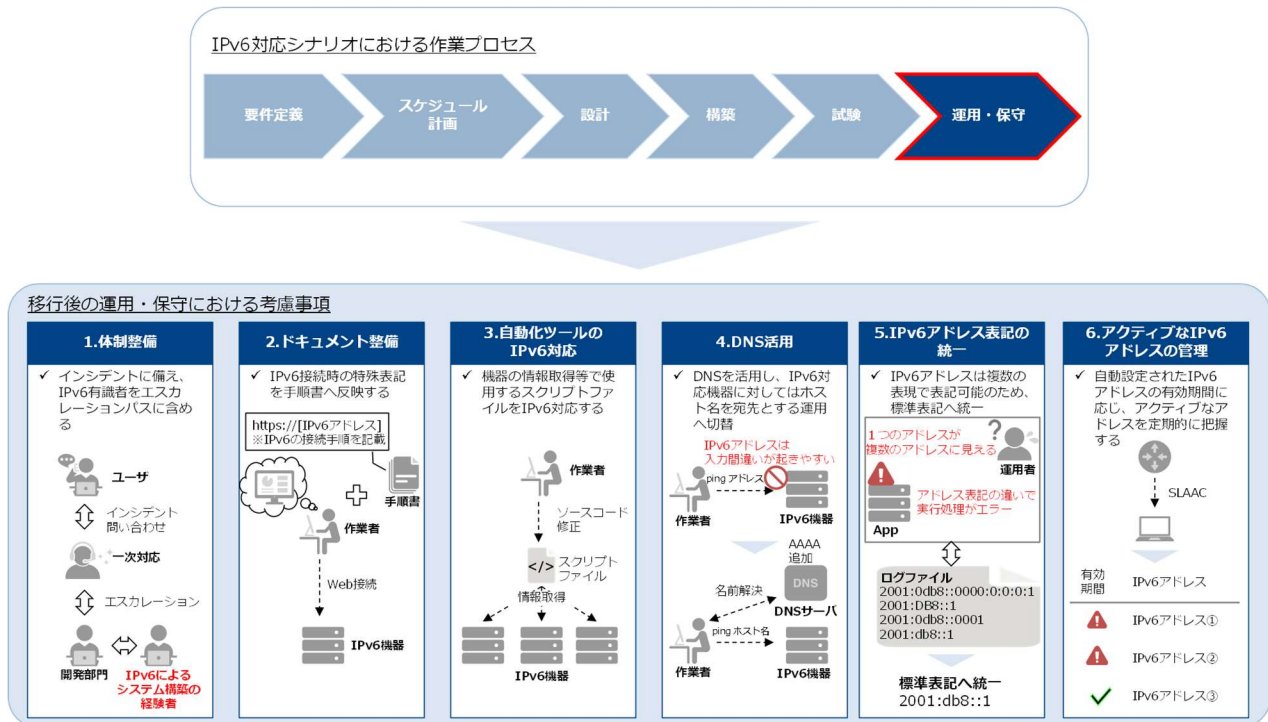 IPv6対応シナリオにおける作業プロセス
要件定義
スケジュール
計画
設計
構築
試験
運用・保守
移行後の運用・保守における考慮事項
1.体制整備
✓ インシデントに備え、
IPv6有識者をエスカ
レーションパスに含め
る
ユーザ
インシデント
問い合わせ
一次対応
エスカレーション
開発部門
IPv6による
システム構築の
経験者
2.ドキュメント整備
✓ IPv6接続時の特殊表記
を手順書へ反映する
https://[IPv6アドレス]
※IPv6の接続手順を記載
手順書
作業者
Web接続
IPv6機器
3.自動化ツールの
IPv6対応
✓ 機器の情報取得等で使
用するスクリプトファ
イルをIPv6対応する
作業者
ソースコード
修正
</>
スクリプト
ファイル
情報取得
IPv6機器
4.DNS活用
✓ DNSを活用し、IPv6対
応機器に対してはホス
ト名を宛先とする運用
へ切替
IPv6アドレスは
入力間違いが起きやすい
ping アドレス
作業者
IPv6機器
AAAA
追加
DNS
名前解決
DNSサーバ
ping ホスト名
作業者
IPv6機器
5.IPv6アドレス表記の
統一
✓ IPv6アドレスは複数の
表現で表記可能のため、
標準表記へ統一
1つのアドレスが
複数のアドレスに見える
?
運用者
アドレス表記の違いで
実行処理がエラー
App
ログファイル
2001:0db8::0000:0:0:0:1
2001:DB8::1
2001:0db8::0001
2001:db8::1
標準表記へ統一
2001:db8::1
6.アクティブなIPv6
アドレスの管理
✓ 自動設定されたIPv6
アドレスの有効期間に
応じ、アクティブなア
ドレスを定期的に把握
する
SLAAC
有効
期間
IPv6アドレス
IPv6アドレス①
IPv6アドレス②
IPv6アドレス③